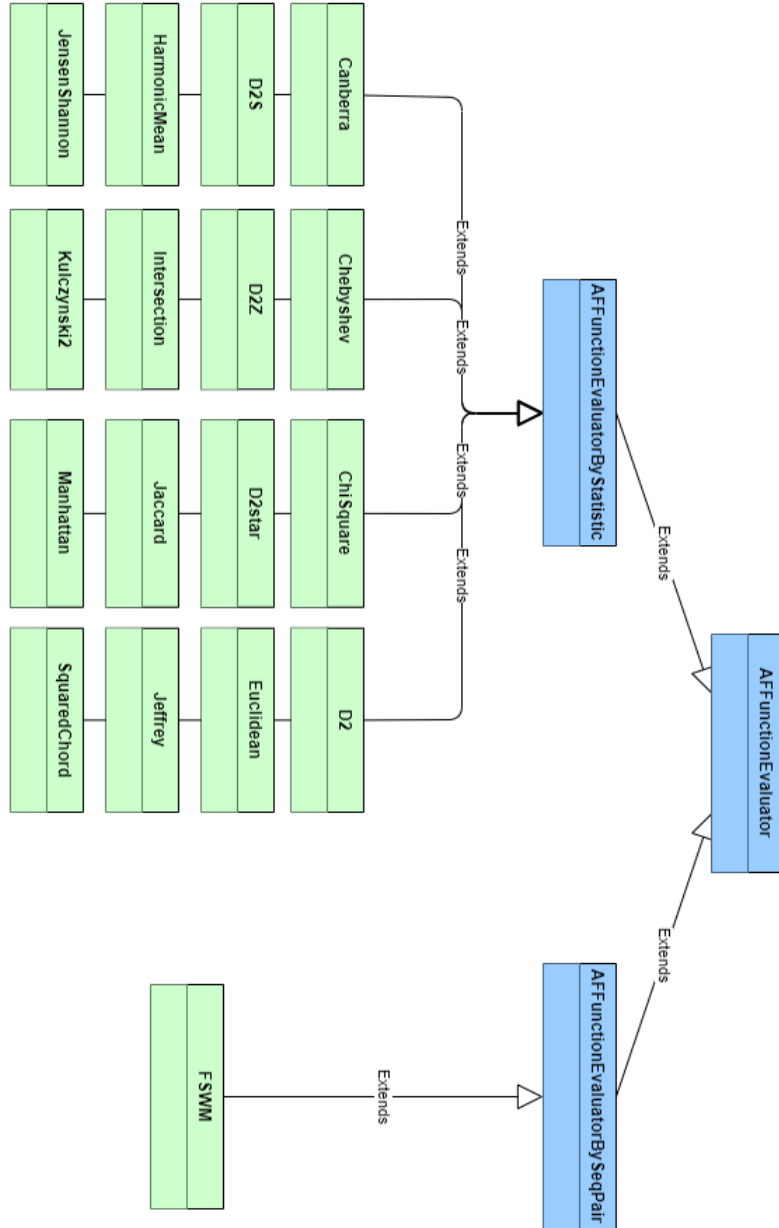 AFFunctionEvaluator
Extends
Extends
AFFunctionEvaluatorByStatistic
AFFunctionEvaluatorBySeqPair
Extends
Extends
Extends
Extends
Extends
Canberra
Chebyshev
ChiSquare
D2
D2S
D2Z
D2star
Euclidean
FSWM
HarmonicMean
Intersection
Jaccard
Jeffrey
JensenShannon
Kulczynski2
Manhattan
SquaredChord